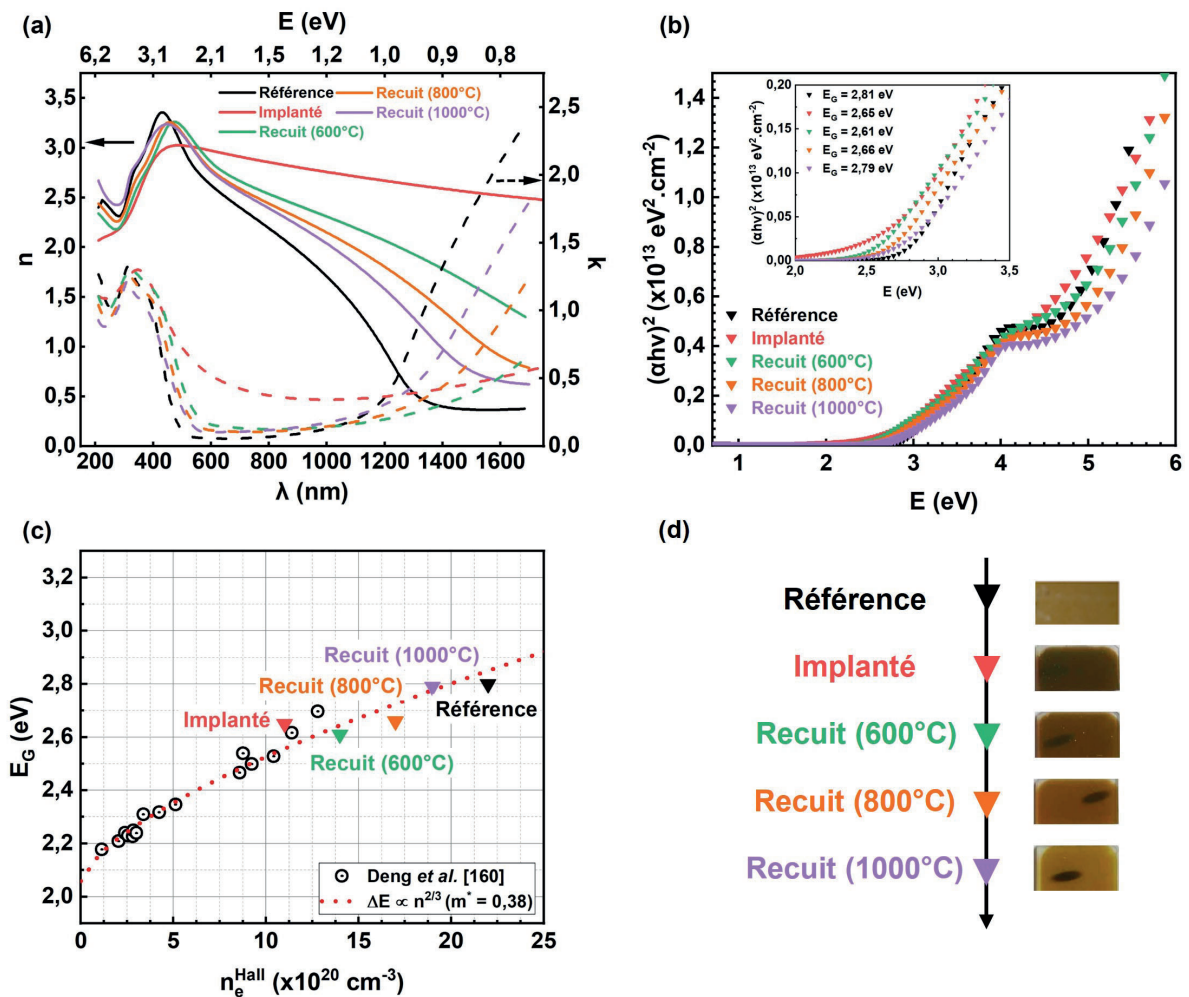 (a)
E (eV)
6,2 3,1 2,1 1,5 1,2 1,0 0,9 0,8
Référence Recuit (800°C)
Implanté Recuit (1000°C)
Recuit (600°C)
3,5
3,0
2,5
2,0
1,5
1,0
0,5
0,0
n
2,5
2,0
1,5
1,0
0,5
0,0
k
200 400 600 800 1000 1200 1400 1600
λ (nm)
(b)
1,4
1,2
1,0
0,8
0,6
0,4
0,2
0,0
(αhν)² (x10¹³ eV².cm⁻²)
0,20
0,15
0,10
0,05
0,00
(αhν)² (x10¹³ eV².cm⁻²)
E_G = 2,81 eV
E_G = 2,65 eV
E_G = 2,61 eV
E_G = 2,66 eV
E_G = 2,79 eV
2,0 2,5 3,0 3,5
E (eV)
Référence
Implanté
Recuit (600°C)
Recuit (800°C)
Recuit (1000°C)
1 2 3 4 5 6
E (eV)
(c)
3,2
3,0
2,8
2,6
2,4
2,2
2,0
E_G (eV)
Recuit (1000°C)
Recuit (800°C)
Implanté
Référence
Recuit (600°C)
Deng et al. [160]
ΔE ∝ n^2/3 (m* = 0,38)
0 5 10 15 20 25
n_e^Hall (x10²⁰ cm⁻³)
(d)
Référence
Implanté
Recuit (600°C)
Recuit (800°C)
Recuit (1000°C)